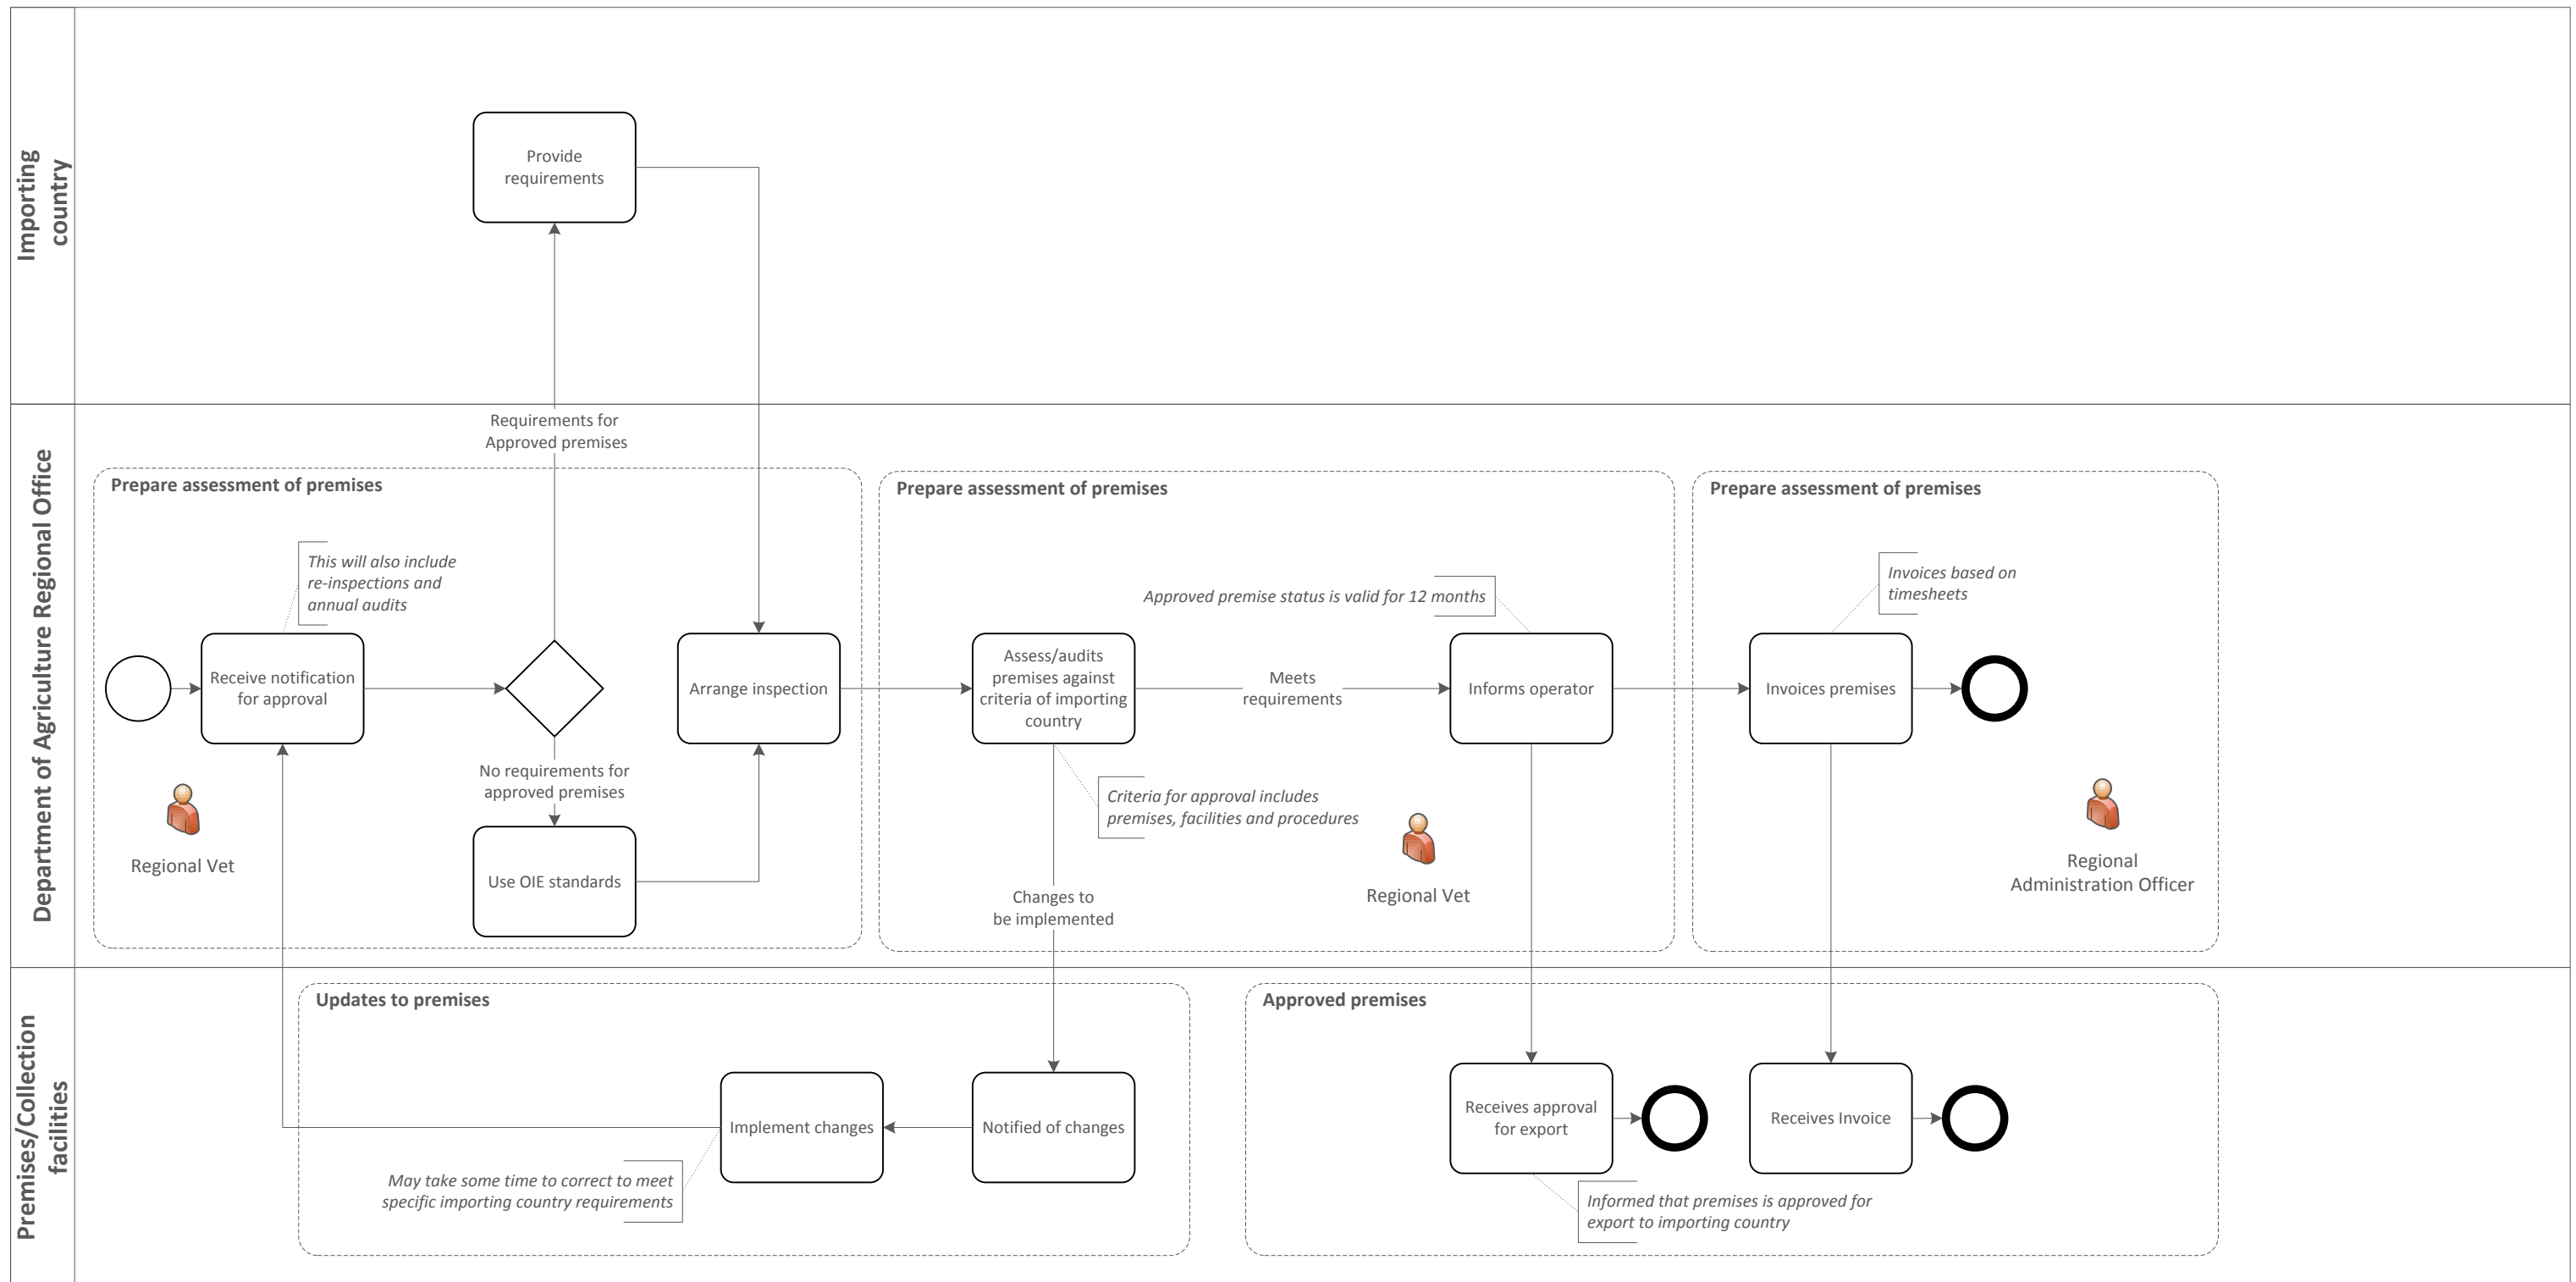 Importing
country
Provide
requirements
Department of Agriculture Regional Office
Requirements for
Approved premises
Prepare assessment of premises
This will also include
re-inspections and
annual audits
Receive notification
for approval
Regional Vet
No requirements for
approved premises
Use OIE standards
Arrange inspection
Prepare assessment of premises
Approved premise status is valid for 12 months
Assess/audits
premises against
criteria of importing
country
Meets
requirements
Informs operator
Criteria for approval includes
premises, facilities and procedures
Regional Vet
Changes to
be implemented
Prepare assessment of premises
Invoices based on
timesheets
Invoices premises
Regional
Administration Officer
Premises/Collection
facilities
Updates to premises
Implement changes
Notified of changes
May take some time to correct to meet
specific importing country requirements
Approved premises
Receives approval
for export
Receives Invoice
Informed that premises is approved for
export to importing country